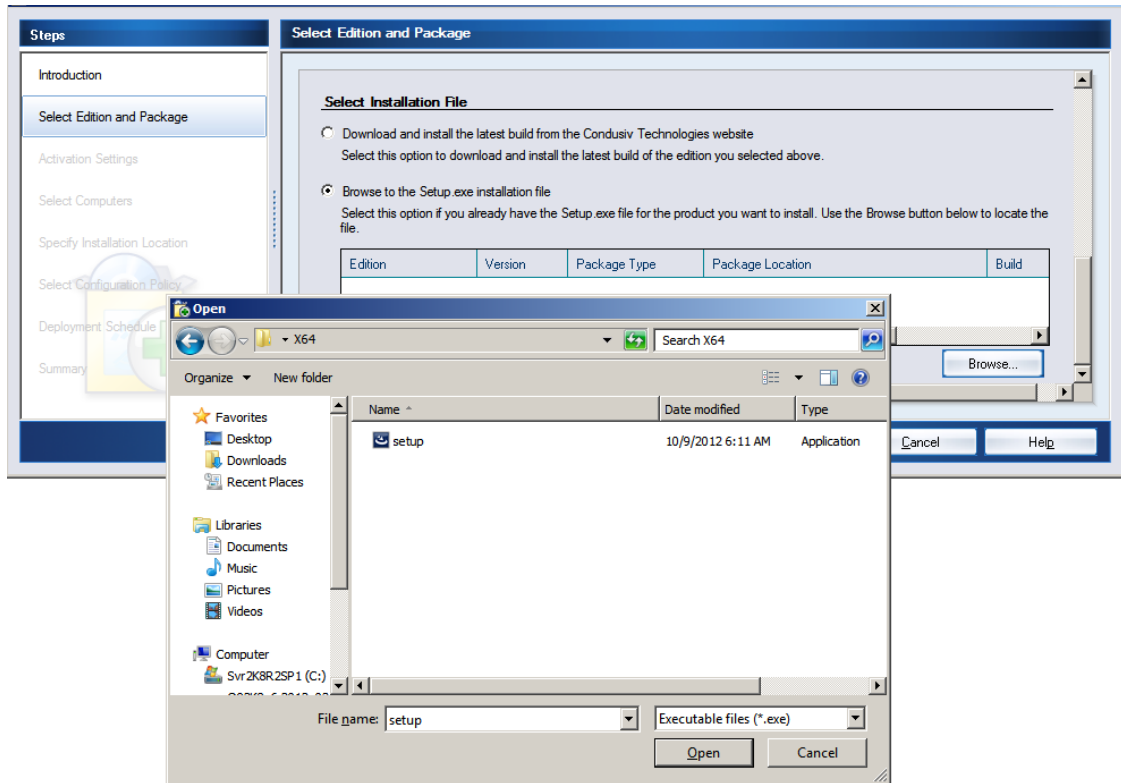 Steps
Introduction
Select Edition and Package
Activation Settings
Select Computers
Specify Installation Location
Select Configuration Policy
Deployment Schedule
Summary
Select Edition and Package
Select Installation File
Download and install the latest build from the Condusiv Technologies website
Select this option to download and install the latest build of the edition you selected above.
Browse to the Setup.exe installation file
Select this option if you already have the Setup.exe file for the product you want to install. Use the Browse button below to locate the
file.
Edition Version Package Type Package Location Build
Browse...
Cancel Help
Open
X64 Search X64
Organize New folder
Favorites
Desktop
Downloads
Recent Places
Libraries
Documents
Music
Pictures
Videos
Computer
Svr2K8R2SP1 (C:)
Name Date modified Type
setup 10/9/2012 6:11 AM Application
File name: setup Executable files (*.exe)
Open Cancel